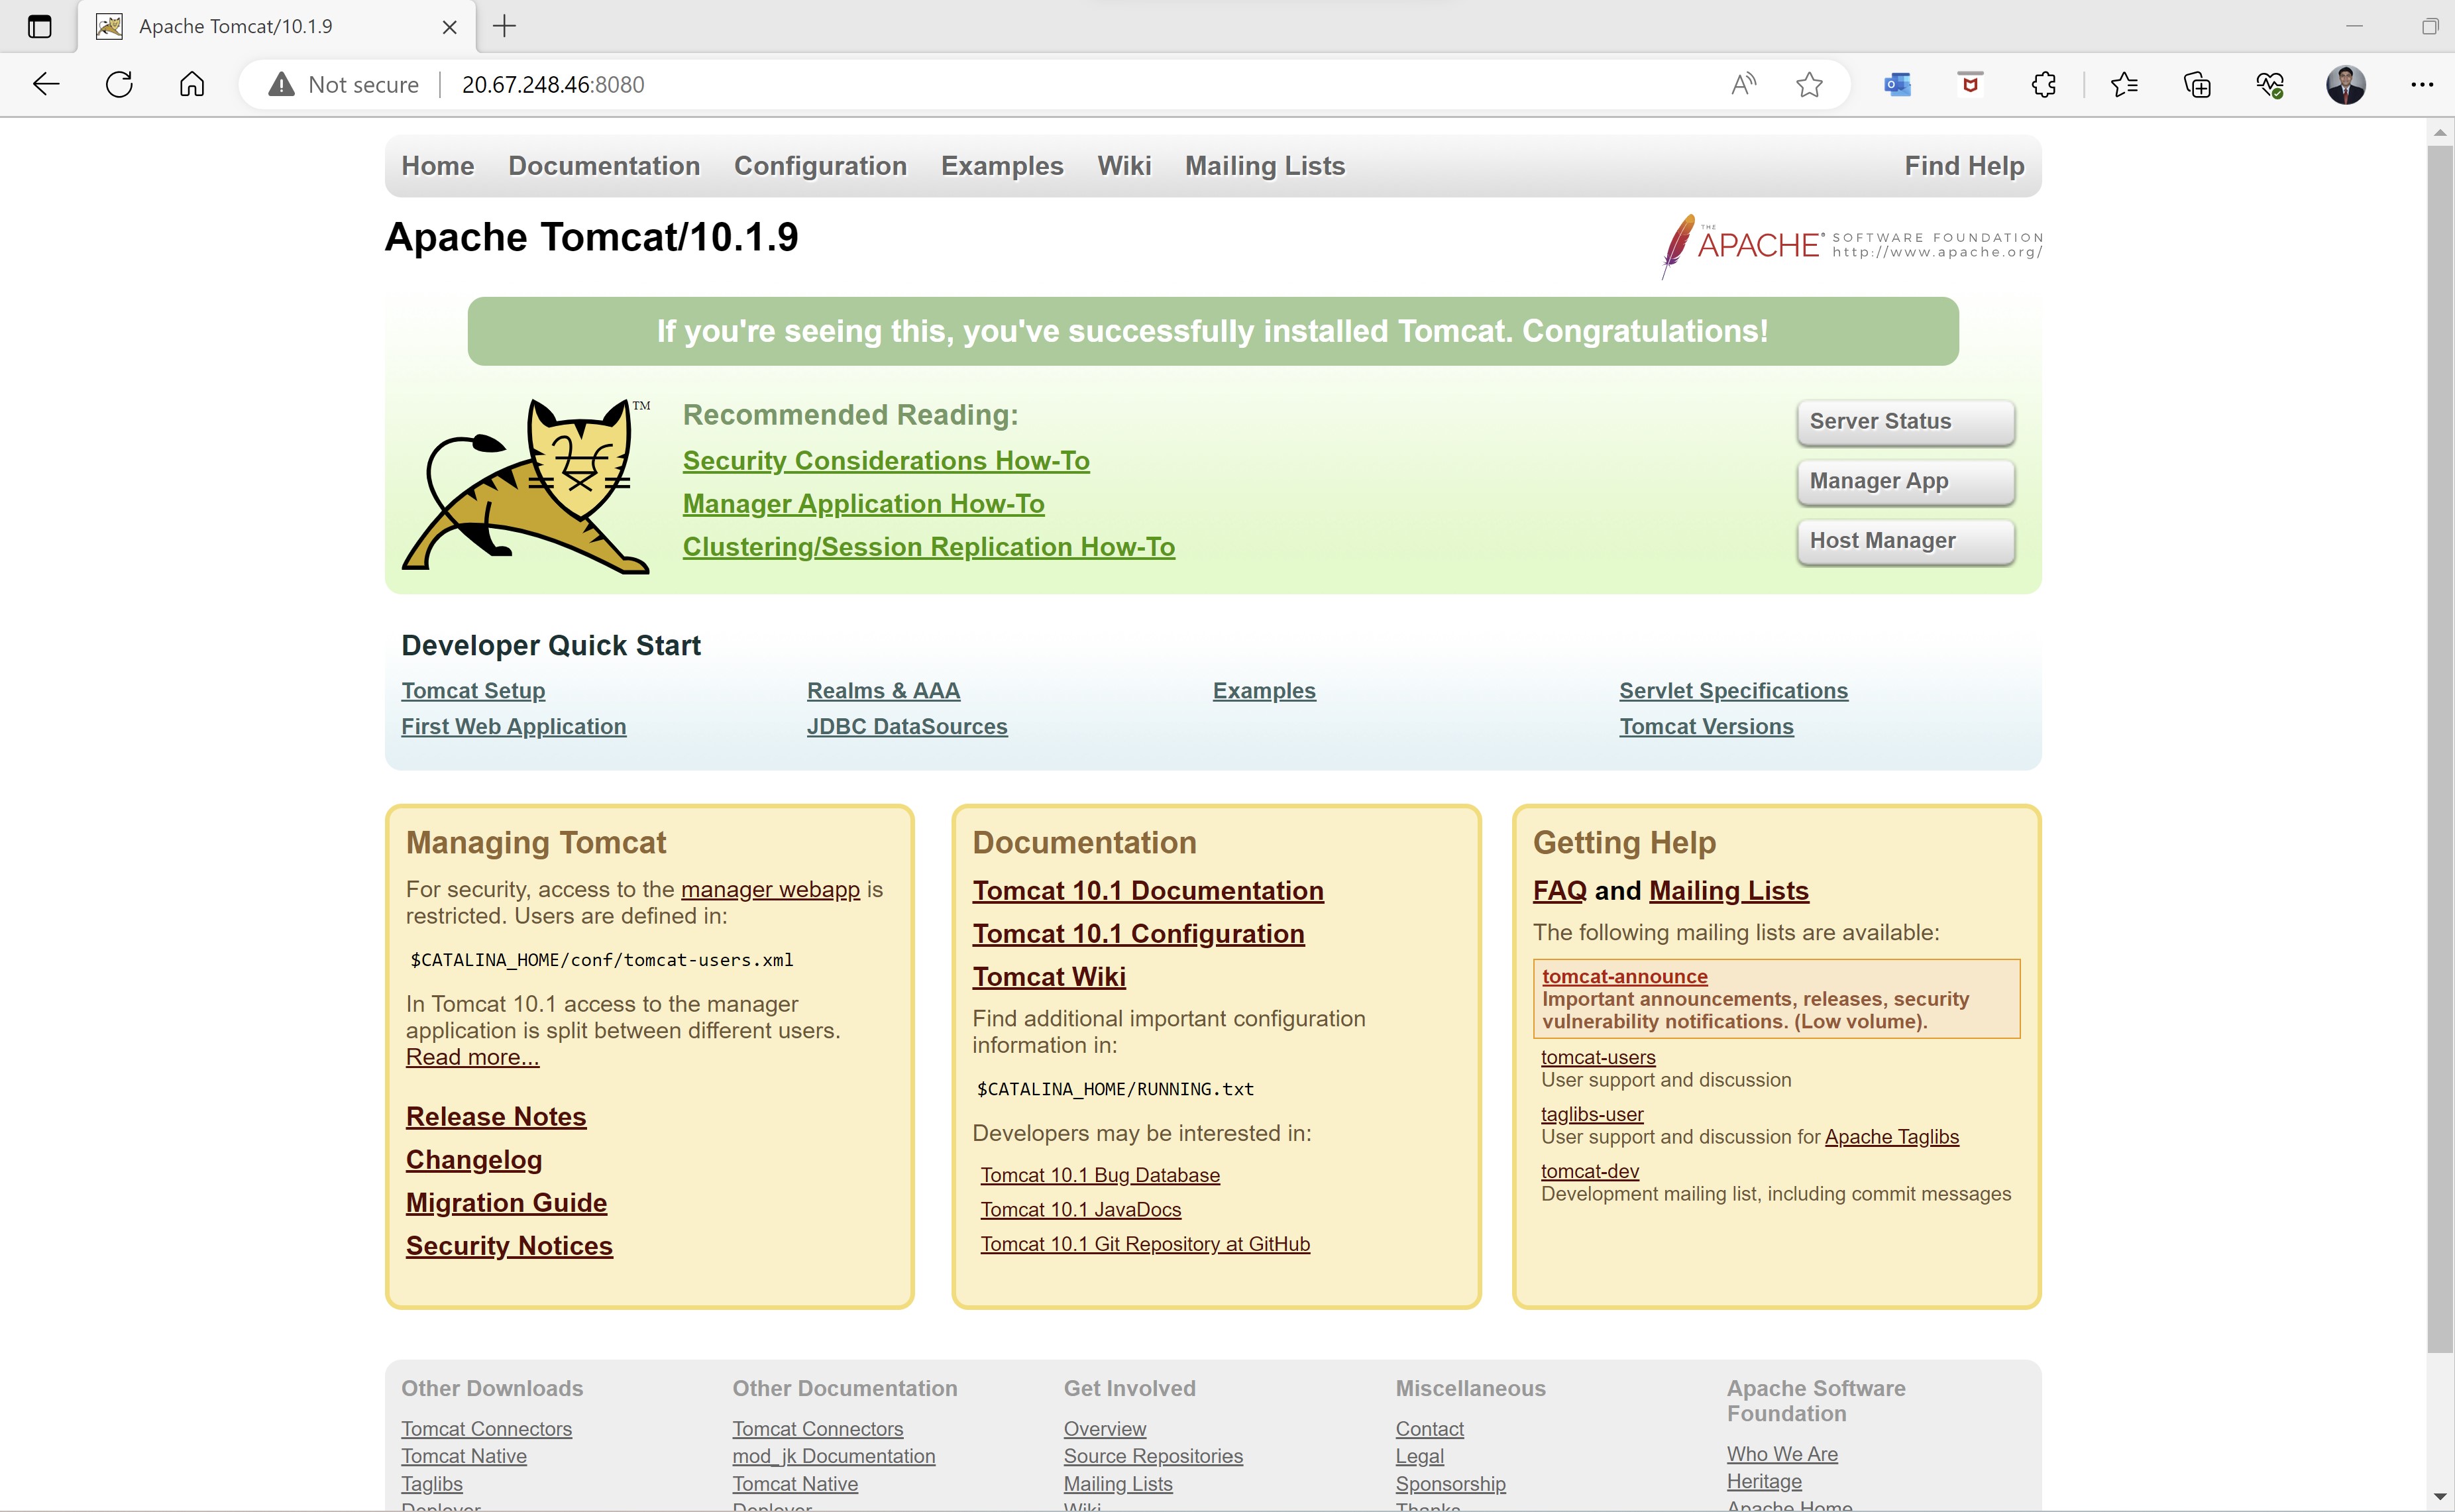 Apache Tomcat/10.1.9
Not secure
20.67.248.46:8080
Home Documentation Configuration Examples Wiki Mailing Lists Find Help
Apache Tomcat/10.1.9
THE APACHE® SOFTWARE FOUNDATION
http://www.apache.org/
If you're seeing this, you've successfully installed Tomcat. Congratulations!
TM
Recommended Reading:
Security Considerations How-To
Manager Application How-To
Clustering/Session Replication How-To
Server Status
Manager App
Host Manager
Developer Quick Start
Tomcat Setup
First Web Application
Realms & AAA
JDBC DataSources
Examples
Servlet Specifications
Tomcat Versions
Managing Tomcat
For security, access to the manager webapp is
restricted. Users are defined in:
$CATALINA_HOME/conf/tomcat-users.xml
In Tomcat 10.1 access to the manager
application is split between different users.
Read more...
Release Notes
Changelog
Migration Guide
Security Notices
Documentation
Tomcat 10.1 Documentation
Tomcat 10.1 Configuration
Tomcat Wiki
Find additional important configuration
information in:
$CATALINA_HOME/RUNNING.txt
Developers may be interested in:
Tomcat 10.1 Bug Database
Tomcat 10.1 JavaDocs
Tomcat 10.1 Git Repository at GitHub
Getting Help
FAQ and Mailing Lists
The following mailing lists are available:
tomcat-announce
Important announcements, releases, security
vulnerability notifications. (Low volume).
tomcat-users
User support and discussion
taglibs-user
User support and discussion for Apache Taglibs
tomcat-dev
Development mailing list, including commit messages
Other Downloads
Tomcat Connectors
Tomcat Native
Taglibs
Deployer
Other Documentation
Tomcat Connectors
mod_jk Documentation
Tomcat Native
Deployer
Get Involved
Overview
Source Repositories
Mailing Lists
Wiki
Miscellaneous
Contact
Legal
Sponsorship
Thanks
Apache Software
Foundation
Who We Are
Heritage
Apache Home